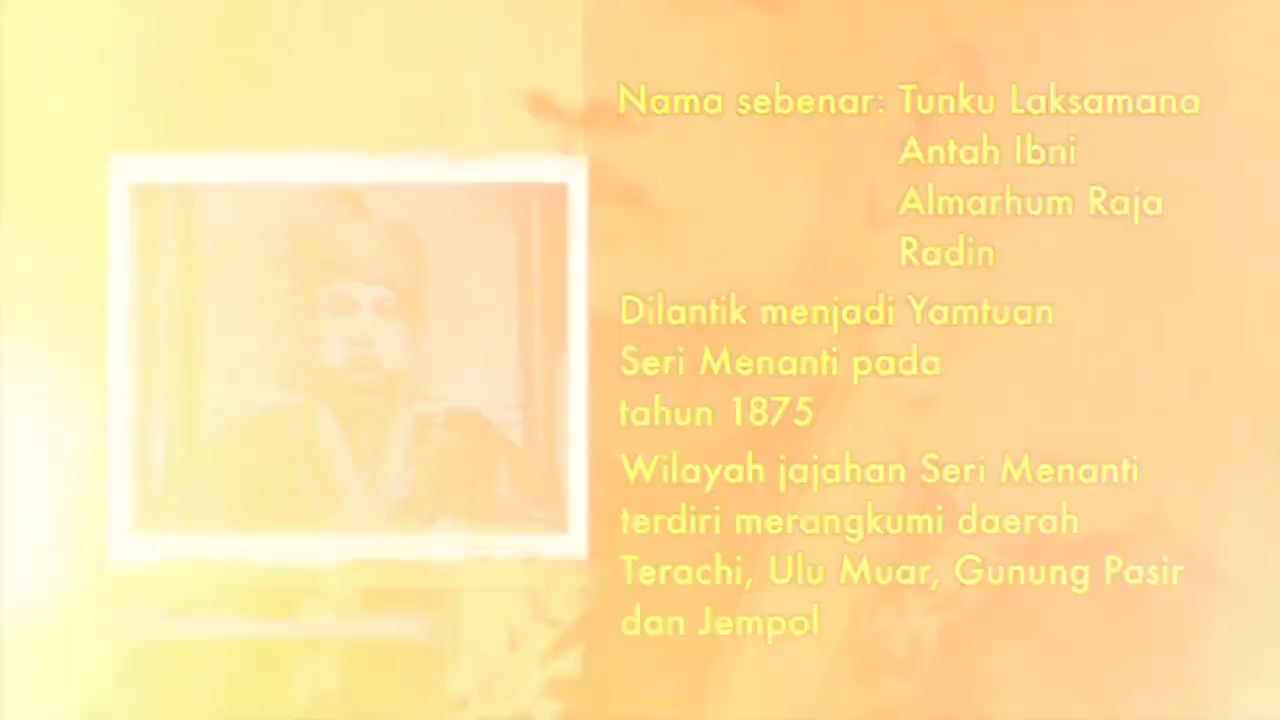 Nama sebenar: Tunku Laksamana
Antah Ibni
Almarhum Raja
Radin
Dilantik menjadi Yamtuan
Seri Menanti pada
tahun 1875
Wilayah jajahan Seri Menanti
terdiri merangkumi daerah
Terachi, Ulu Muar, Gunung Pasir
dan Jempol